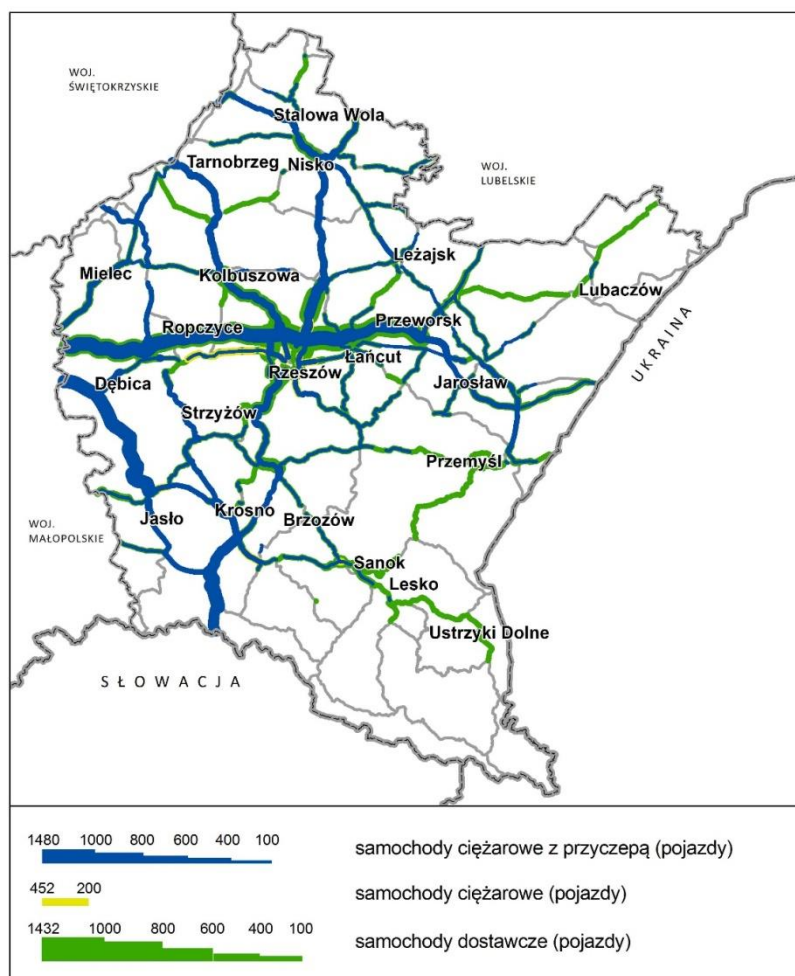 WOJ.
ŚWIĘTOKRZYSKIE
Stalowa Wola
Tarnobrzeg
Nisko
WOJ.
LUBELSKIE
Leżajsk
Mielec
Kolbuszowa
Lubaczów
Ropczyce
Przeworsk
UKRAINA
Łańcut
Rzeszów
Dębica
Jarosław
Strzyżów
Przemyśl
Jasło
Krosno
Brzozów
WOJ.
MAŁOPOLSKIE
Sanok
Lesko
Ustrzyki Dolne
SŁOWACJA
1480 1000 800 600 400 100
samochody ciężarowe z przyczepą (pojazdy)
452 200
samochody ciężarowe (pojazdy)
1432 1000 800 600 400 100
samochody dostawcze (pojazdy)